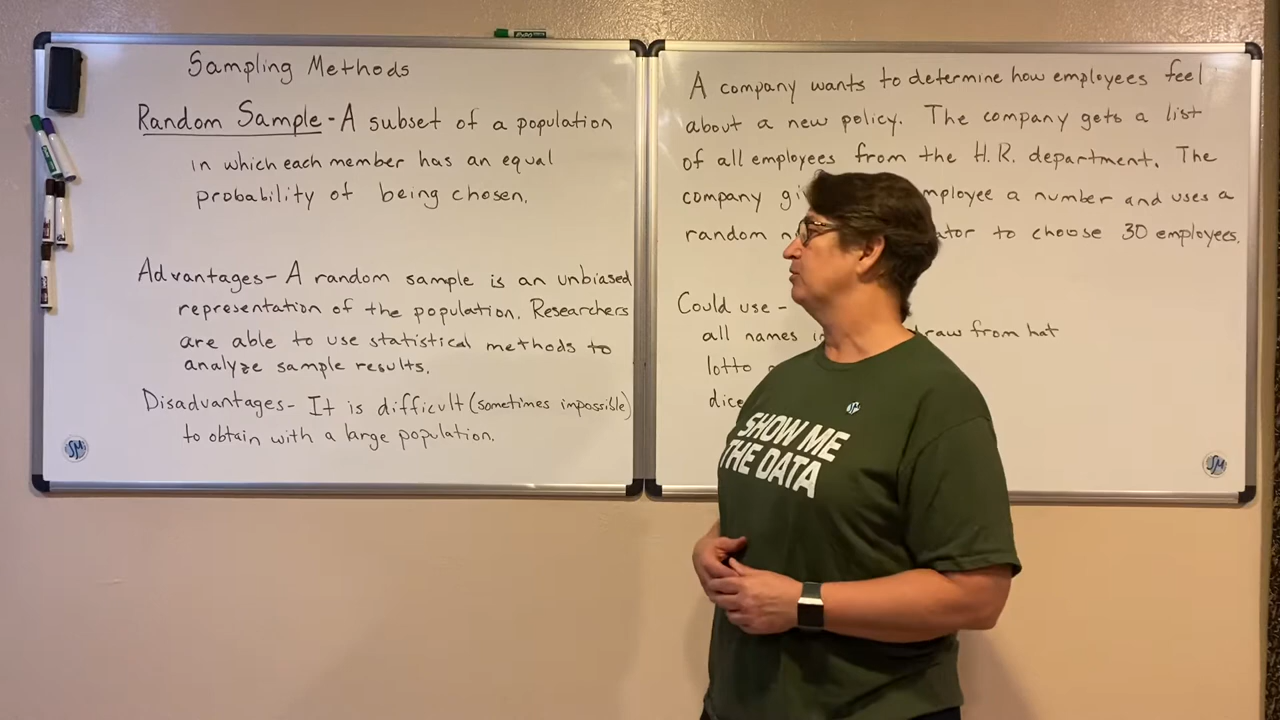 Sampling Methods
Random Sample - A subset of a population
in which each member has an equal
probability of being chosen.
Advantages - A random sample is an unbiased
representation of the population. Researchers
are able to use statistical methods to
analyze sample results.
Disadvantages - It is difficult (sometimes impossible)
to obtain with a large population.
A company wants to determine how employees feel
about a new policy. The company gets a list
of all employees from the H.R. department. The
company a number and uses a
random to choose 30 employees.
Could use -
all names draw from hat
lotto
dice
SHOW ME
THE DATA
SM
SM
SM